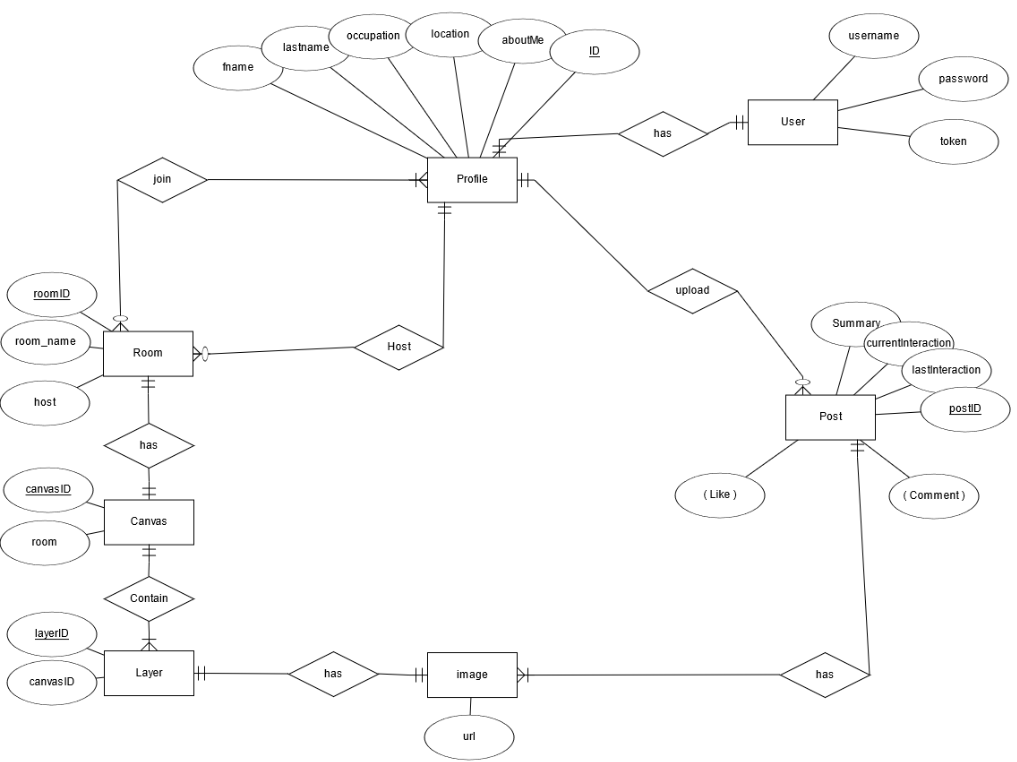 username
location
occupation
aboutMe
lastname
ID
fname
password
User
has
token
join
Profile
upload
roomID
Summary
room_name
currentInteraction
Room
Host
lastInteraction
host
postID
Post
has
canvasID
( Like )
( Comment )
Canvas
room
Contain
layerID
Layer
has
image
has
canvasID
url